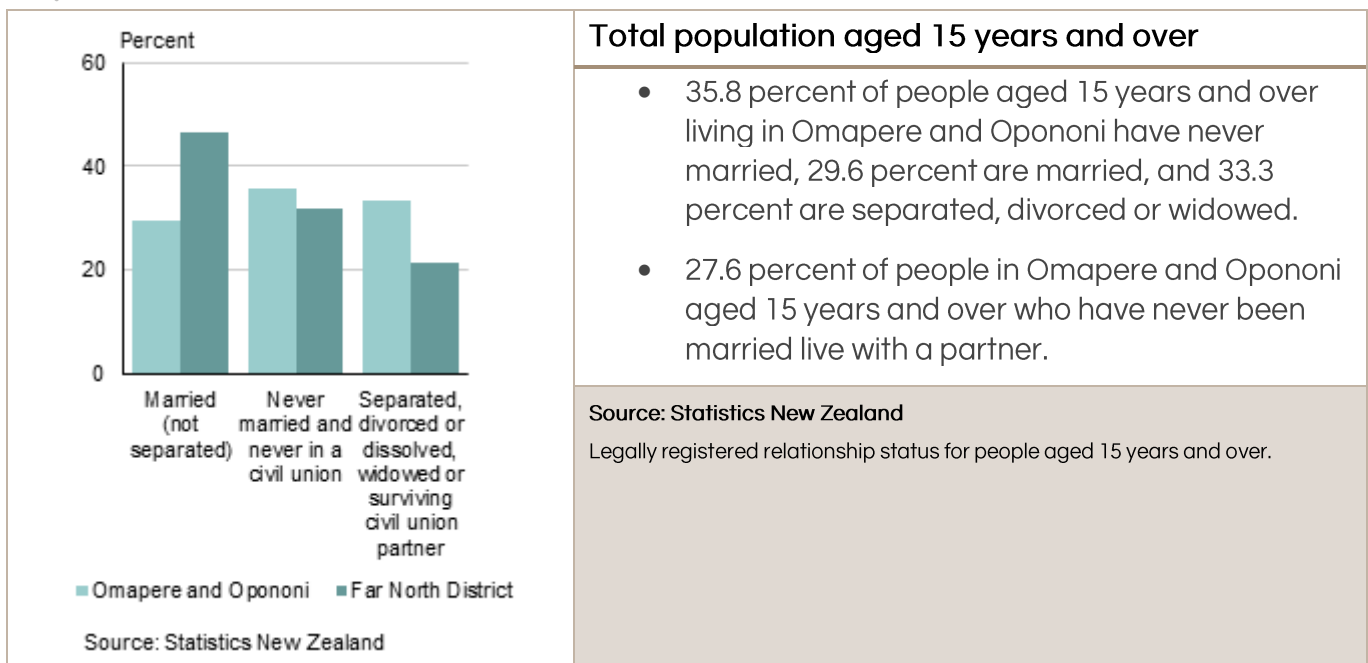 Percent
60
40
20
0
Married
(not
separated)
Never
married and
never in a
civil union
Separated,
divorced or
dissolved,
widowed or
surviving
civil union
partner
Omapere and Opononi
Far North District
Source: Statistics New Zealand
Total population aged 15 years and over
• 35.8 percent of people aged 15 years and over
living in Omapere and Opononi have never
married, 29.6 percent are married, and 33.3
percent are separated, divorced or widowed.
• 27.6 percent of people in Omapere and Opononi
aged 15 years and over who have never been
married live with a partner.
Source: Statistics New Zealand
Legally registered relationship status for people aged 15 years and over.